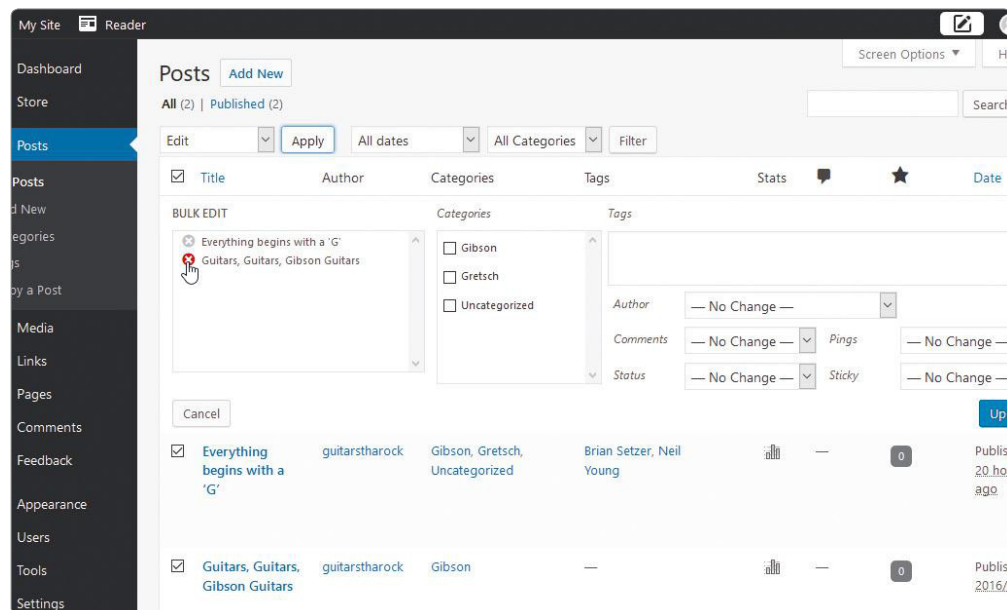 My Site Reader
Screen Options
Dashboard
Posts Add New
Store
All (2) | Published (2)
Search
Posts
Edit Apply All dates All Categories Filter
Title Author Categories Tags Stats Date
Posts
New
BULK EDIT Categories Tags
Everything begins with a 'G'
Guitars, Guitars, Gibson Guitars
Gibson
Gretsch
Uncategorized
a Post
Author — No Change —
Media
Comments — No Change — Pings — No Change —
Links
Status — No Change — Sticky — No Change —
Pages
Cancel
Comments
Feedback
Everything begins with a 'G'
guitarstharock
Gibson, Gretsch,
Uncategorized
Brian Setzer, Neil
Young
—
0
20
ago
Appearance
Users
Tools
Guitars, Guitars,
Gibson Guitars
guitarstharock
Gibson
—
—
0
2016/
Settings